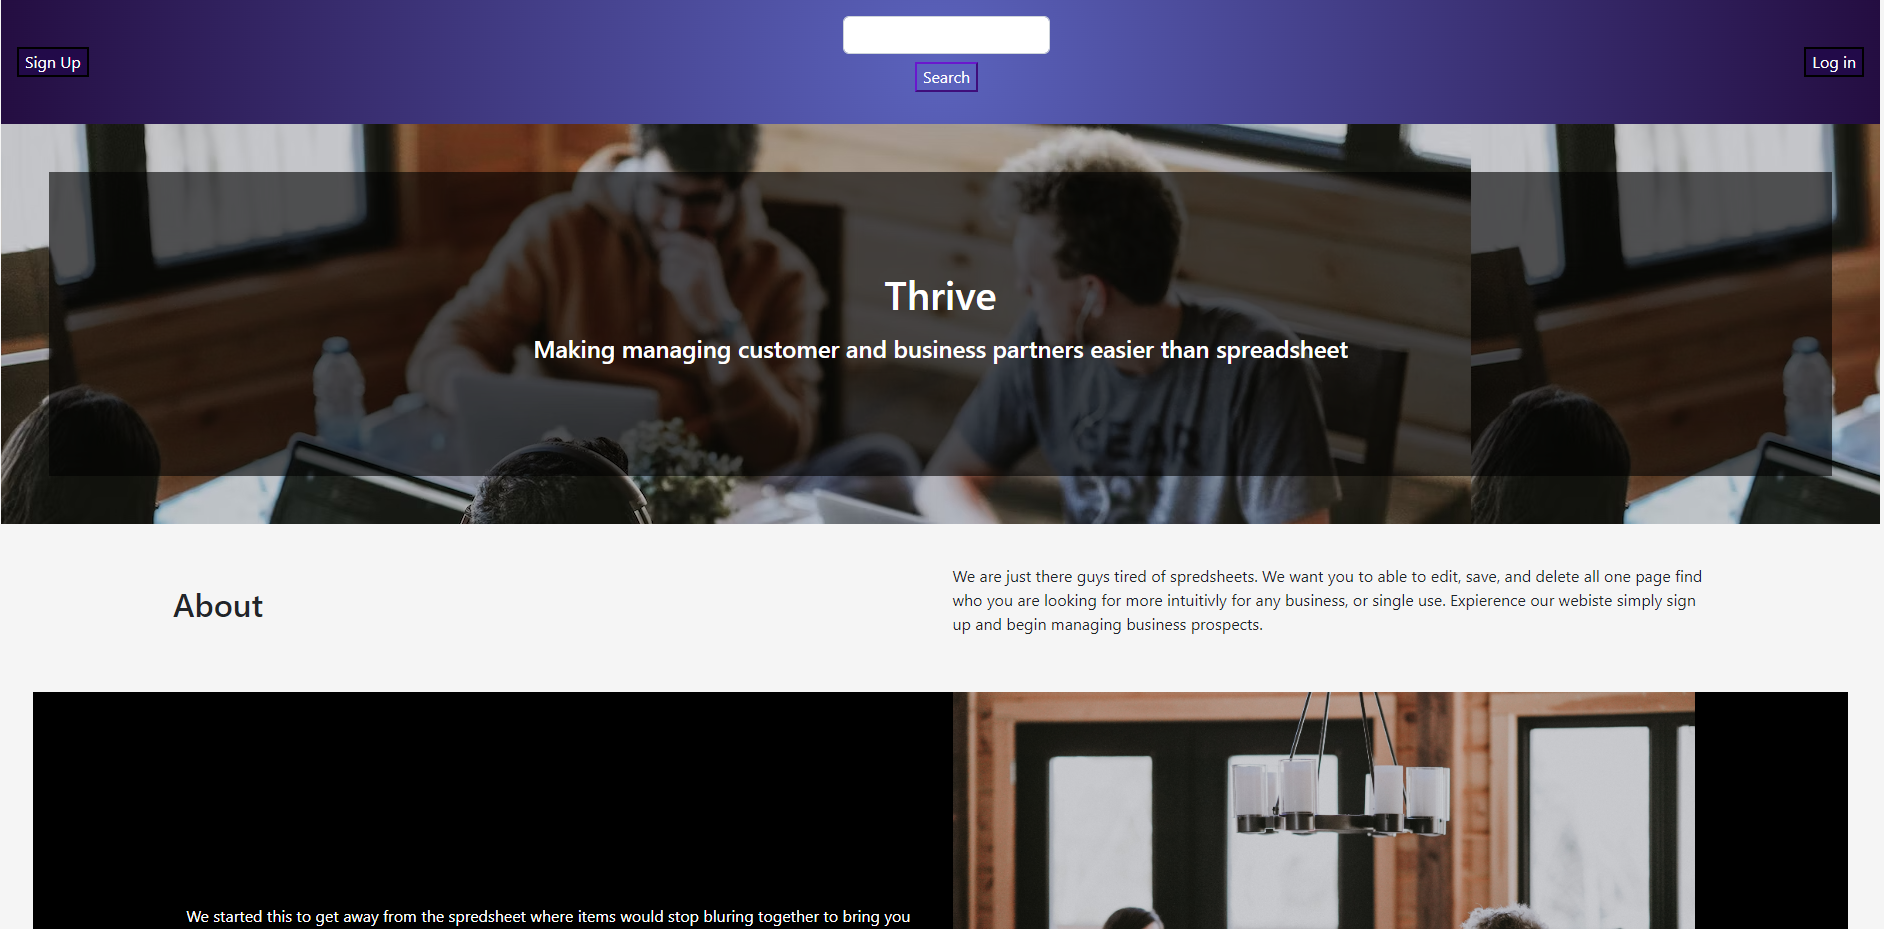 Sign Up
Search
Log in
Thrive
Making managing customer and business partners easier than spreadsheet
GEAR
About
We are just there guys tired of spredsheets. We want you to able to edit, save, and delete all one page find
who you are looking for more intuitivly for any business, or single use. Expierence our webiste simply sign
up and begin managing business prospects.
We started this to get away from the spredsheet where items would stop bluring together to bring you